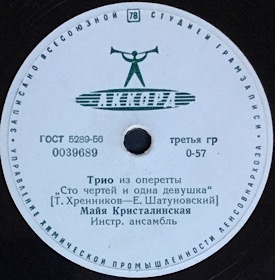 ЗАПИСАНО ВСЕСОЮЗНОЙ 78 СТУДИЕЙ ГРАМЗАПИСИ
АККОРД
ГОСТ 5289-56
третья гр
0039689
0-57
Трио из оперетты
„Сто чертей и одна девушка“
[Т. Хренников—Е. Шатуновский]
Майя Кристалинская
Инстр. ансамбль
УПРАВЛЕНИЕ ХИМИЧЕСКОЙ ПРОМЫШЛЕННОСТИ ЛЕНСОВНАРХОЗА